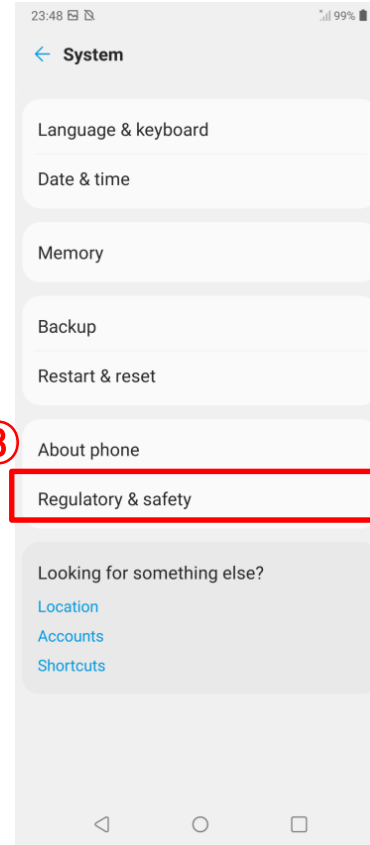 23:48 99%
← System
Language & keyboard
Date & time
Memory
Backup
Restart & reset
About phone
Regulatory & safety
Looking for something else?
Location
Accounts
Shortcuts